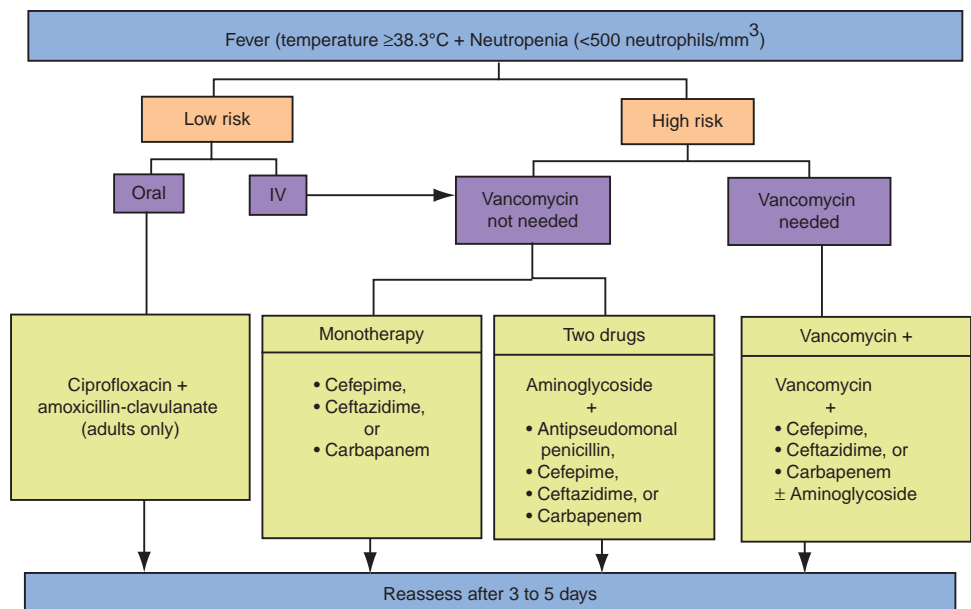 Fever (temperature ≥38.3°C + Neutropenia (<500 neutrophils/mm³)
Low risk
High risk
Oral
IV
Vancomycin
not needed
Vancomycin
needed
Ciprofloxacin +
amoxicillin-clavulanate
(adults only)
Monotherapy
• Cefepime,
• Ceftazidime,
or
• Carbapanem
Two drugs
Aminoglycoside
+
• Antipseudomonal
penicillin,
• Cefepime,
• Ceftazidime, or
• Carbapenem
Vancomycin +
Vancomycin
+
• Cefepime,
• Ceftazidime, or
• Carbapenem
± Aminoglycoside
Reassess after 3 to 5 days